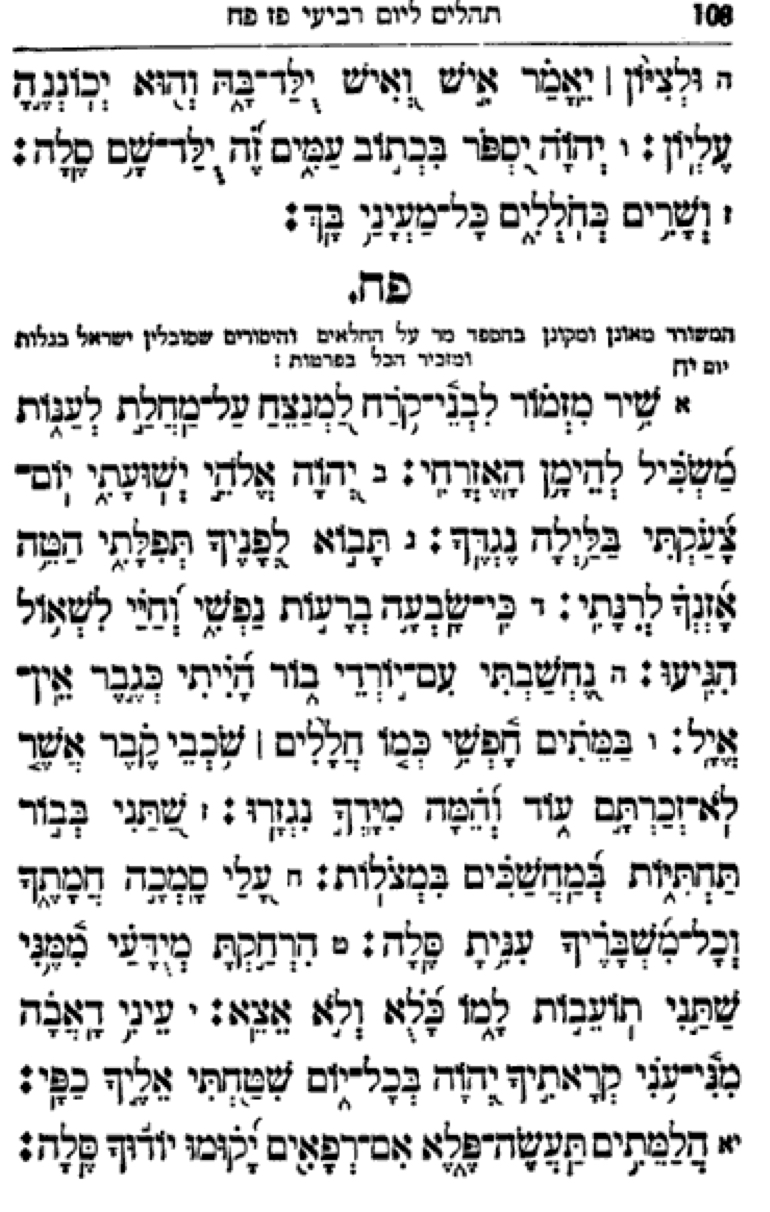 תהלים ליום רביעי פז פח 108
ה וּלְצִיּוֹן | יֵאָמַר אִישׁ וְאִישׁ יֻלַּד־בָּהּ וְהוּא יְכוֹנְנֶהָ
עֶלְיוֹן: ו יְהוָֹה יִסְפֹּר בִּכְתוֹב עַמִּים זֶה יֻלַּד־שָׁם סֶלָה:
ז וְשָׁרִים כְּחֹלְלִים כָּל־מַעְיָנַי בָּךְ:
פח.
המשורר מאונן ומקונן בהספד מר על החלאים והיסורים שסובלין ישראל בגלות
יום יח ומזכיר הכל בפרטות:
א שִׁיר מִזְמוֹר לִבְנֵי־קֹרַח לַמְנַצֵּחַ עַל־מַחֲלַת לְעַנּוֹת
מַשְׂכִּיל לְהֵימָן הָאֶזְרָחִי: ב יְהוָֹה אֱלֹהֵי יְשׁוּעָתִי יוֹם־
צָעַקְתִּי בַלַּיְלָה נֶגְדֶּךָ: ג תָּבוֹא לְפָנֶיךָ תְּפִלָּתִי הַטֵּה
אָזְנְךָ לְרִנָּתִי: ד כִּי־שָׂבְעָה בְרָעוֹת נַפְשִׁי וְחַיַּי לִשְׁאוֹל
הִגִּיעוּ: ה נֶחְשַׁבְתִּי עִם־יוֹרְדֵי בוֹר הָיִיתִי כְּגֶבֶר אֵין־
אֱיָל: ו בַּמֵּתִים חָפְשִׁי כְּמוֹ חֲלָלִים | שֹׁכְבֵי קֶבֶר אֲשֶׁר
לֹא־זְכַרְתָּם עוֹד וְהֵמָּה מִיָּדְךָ נִגְזָרוּ: ז שַׁתַּנִי בְּבוֹר
תַּחְתִּיּוֹת בְּמַחֲשַׁכִּים בִּמְצֹלוֹת: ח עָלַי סָמְכָה חֲמָתֶךָ
וְכָל־מִשְׁבָּרֶיךָ עִנִּיתָ סֶּלָה: ט הִרְחַקְתָּ מְיֻדָּעַי מִמֶּנִּי
שַׁתַּנִי תוֹעֵבוֹת לָמוֹ כָּלֻא וְלֹא אֵצֵא: י עֵינִי דָאֲבָה
מִנִּי־עֹנִי קְרָאתִיךָ יְהוָֹה בְּכָל־יוֹם שִׁטַּחְתִּי אֵלֶיךָ כַפָּי:
יא הֲלַמֵּתִים תַּעֲשֶׂה־פֶּלֶא אִם־רְפָאִים יָקוּמוּ יוֹדוּךָ סֶּלָה: